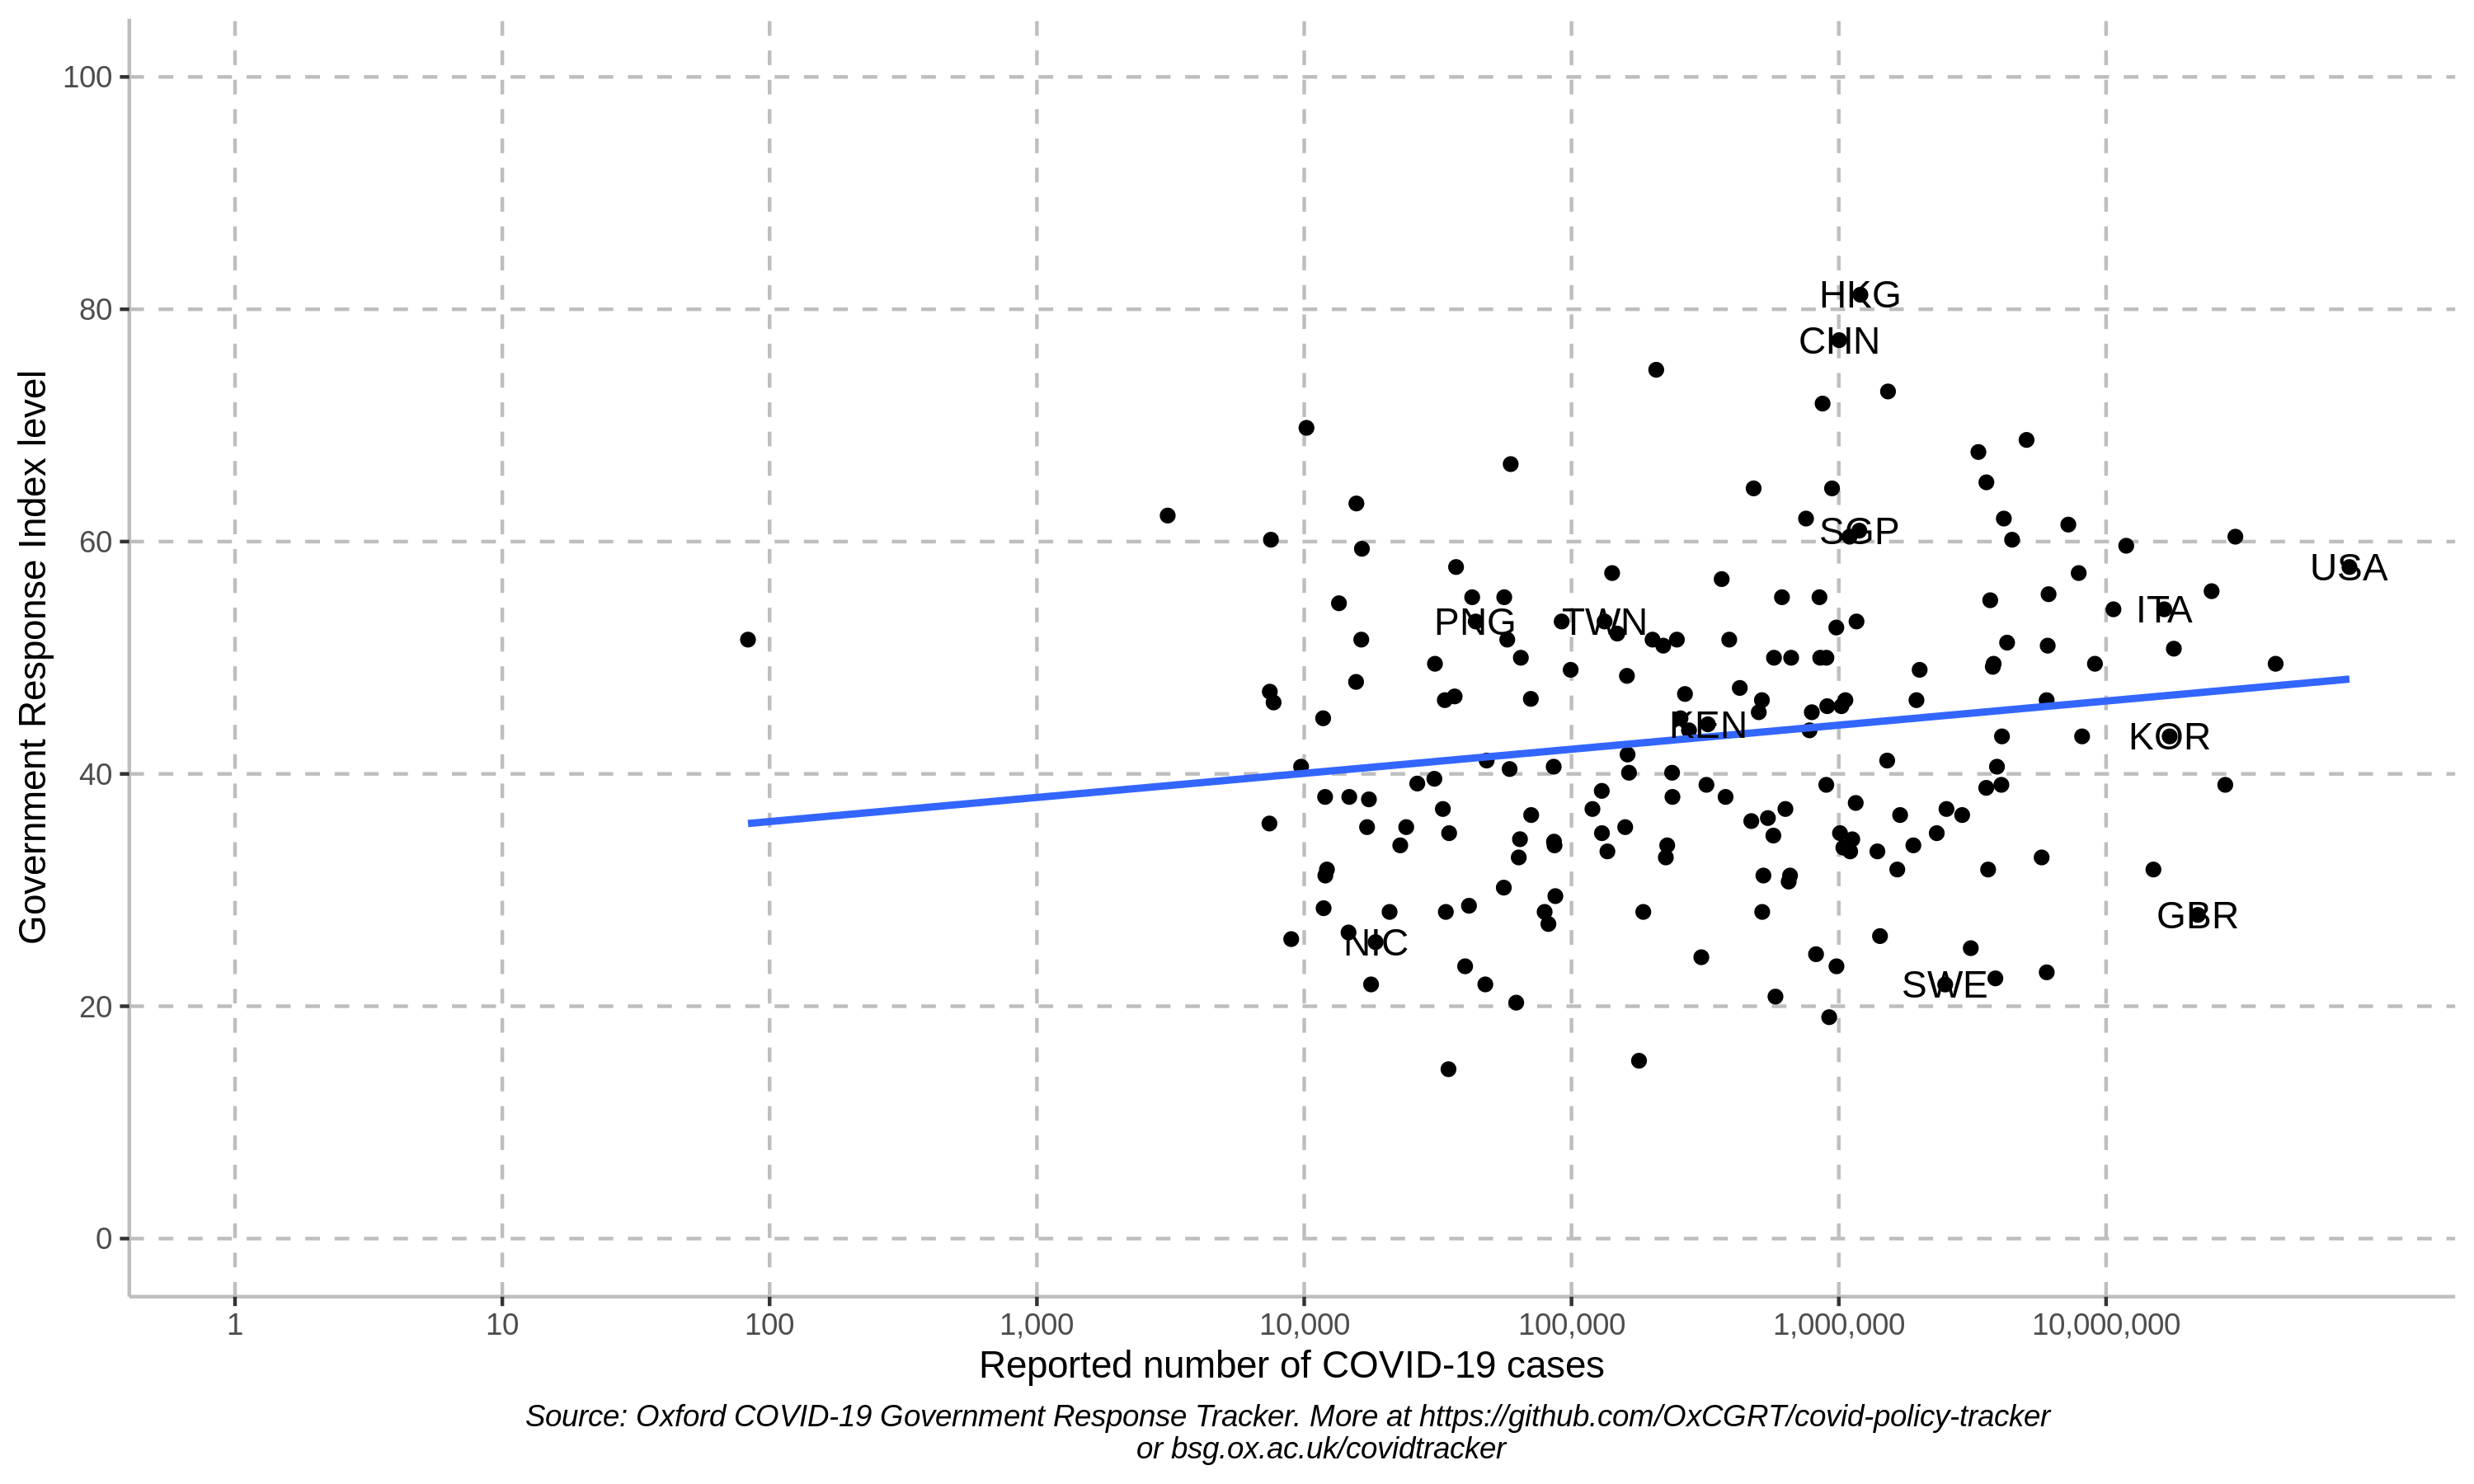 Government Response Index level
100
80
60
40
20
0
HKG
CHN
SGP
USA
ITA
PNG
TWN
KEN
KOR
GBR
NIC
SWE
1
10
100
1,000
10,000
100,000
1,000,000
10,000,000
Reported number of COVID-19 cases
Source: Oxford COVID-19 Government Response Tracker. More at https://github.com/OxCGRT/covid-policy-tracker
or bsg.ox.ac.uk/covidtracker